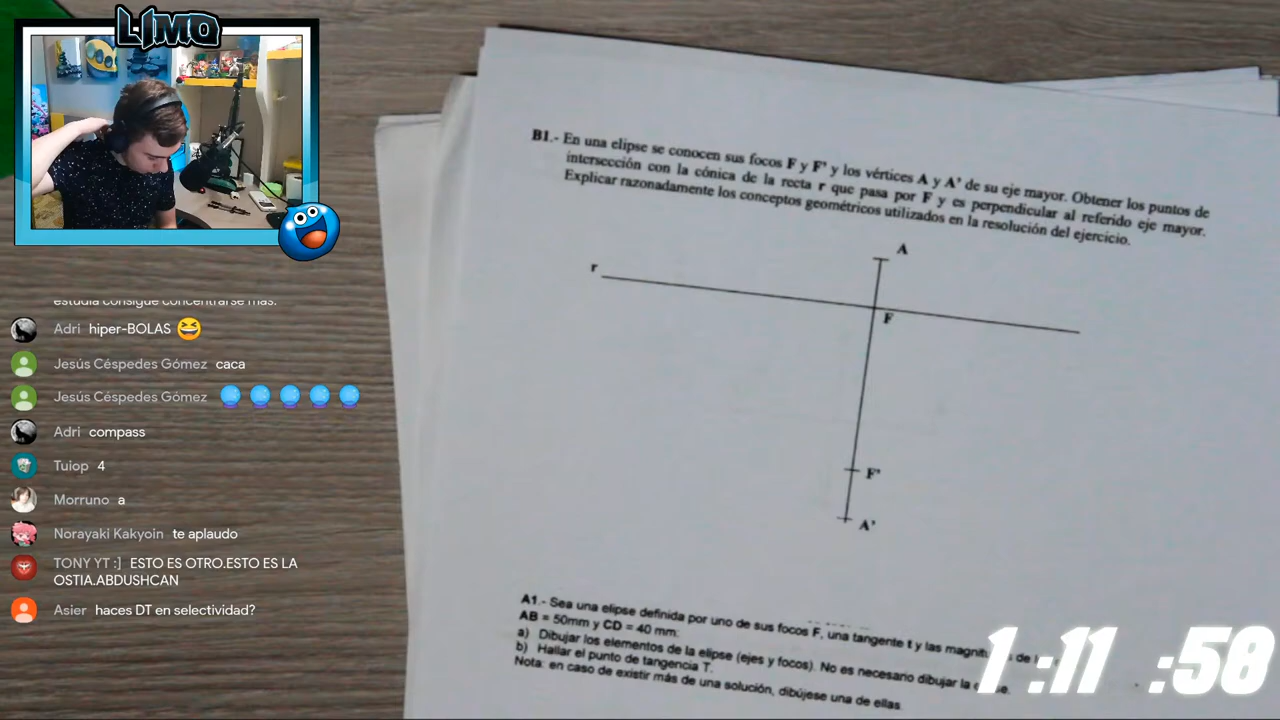 LIMO
estudia consigue concentrarse mas.
Adri hiper-BOLAS
Jesús Céspedes Gómez caca
Jesús Céspedes Gómez
Adri compass
Tuiop 4
Morruno a
Norayaki Kakyoin te aplaudo
TONY YT :] ESTO ES OTRO.ESTO ES LA
OSTIA.ABDUSHCAN
Asier haces DT en selectividad?
B1.- En una elipse se conocen sus focos F y F' y los vértices A y A' de su eje mayor. Obtener los puntos de
intersección con la cónica de la recta r que pasa por F y es perpendicular al referido eje mayor.
Explicar razonadamente los conceptos geométricos utilizados en la resolución del ejercicio.
A
r
F
F'
A'
A1.- Sea una elipse definida por uno de sus focos F, una tangente t y las magnit
AB = 50mm y CD = 40 mm:
a) Dibujar los elementos de la elipse (ejes y focos). No es necesario dibujar la
b) Hallar el punto de tangencia T.
Nota: en caso de existir más de una solución, dibújese una de ellas
1:11:58